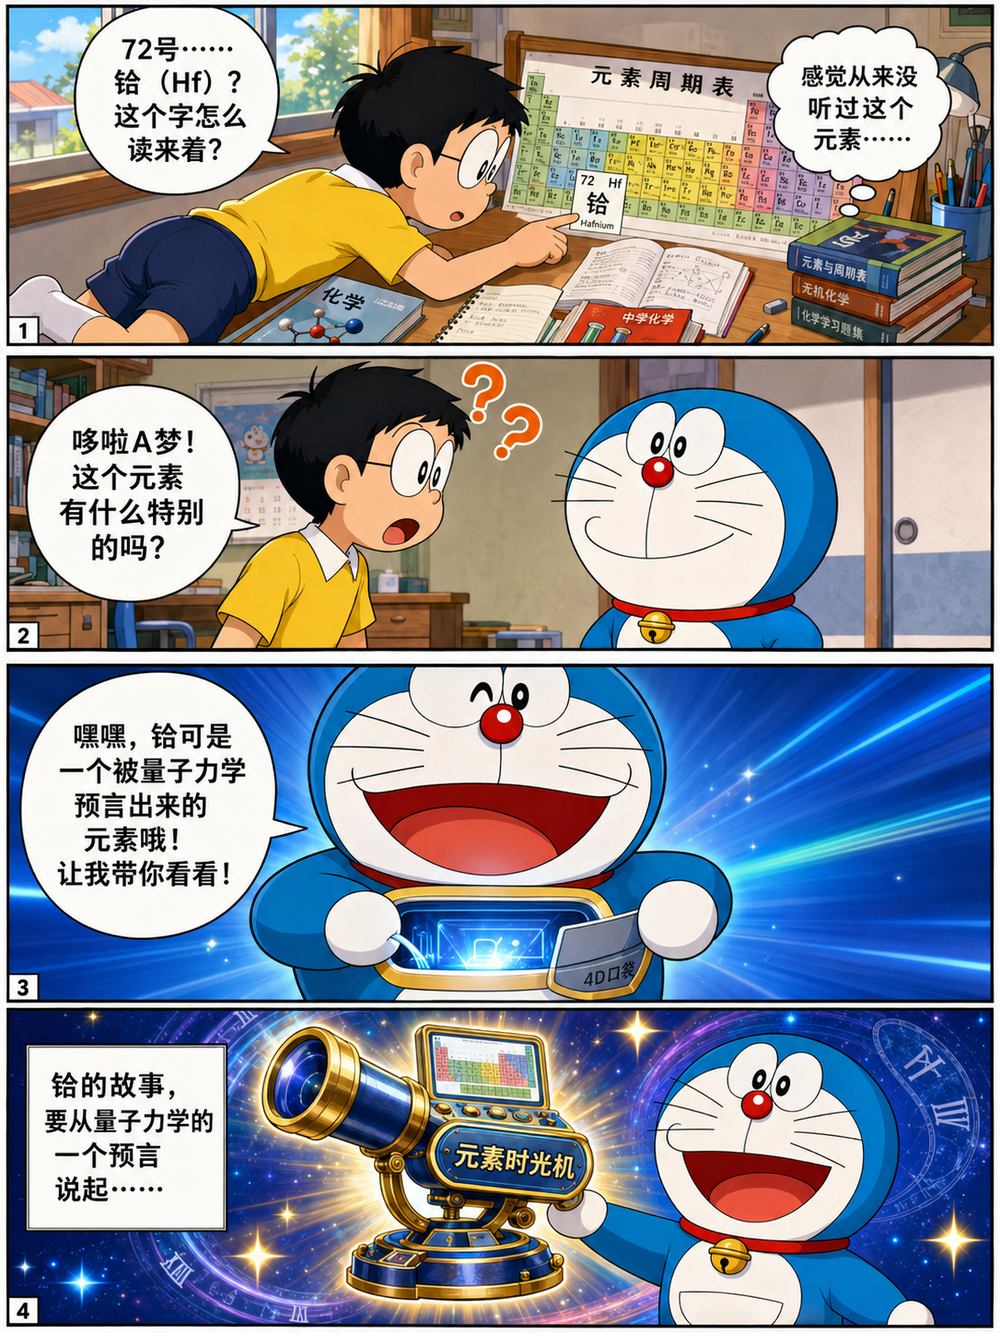 72号……
铪（Hf）？
这个字怎么
读来着？
元素周期表
感觉从来没
听过这个
元素……
72 Hf
铪
Hafnium
化学
中学化学
元素与周期表
无机化学
化学学习题集
1
哆啦A梦！
这个元素
有什么特别
的吗？
??
2
嘿嘿，铪可是
一个被量子力学
预言出来的
元素哦！
让我带你看看！
4D口袋
3
铪的故事，
要从量子力学的
一个预言
说起……
元素时光机
4